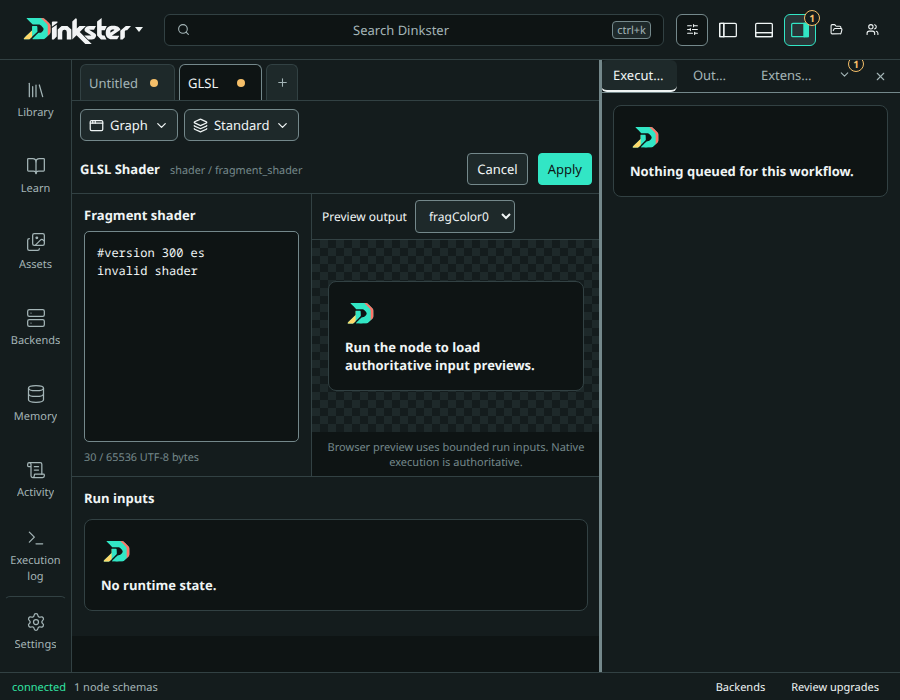 Dinkster
Search Dinkster
ctrl+k
1
Library
Learn
Assets
Backends
Memory
Activity
Execution
log
Settings
Untitled
GLSL
+
Graph
Standard
GLSL Shader
shader / fragment_shader
Cancel
Apply
Fragment shader
#version 300 es
invalid shader
30 / 65536 UTF-8 bytes
Preview output
fragColor0
Run the node to load
authoritative input previews.
Browser preview uses bounded run inputs. Native
execution is authoritative.
Run inputs
No runtime state.
Execut...
Out...
Extens...
1
Nothing queued for this workflow.
connected
1 node schemas
Backends
Review upgrades